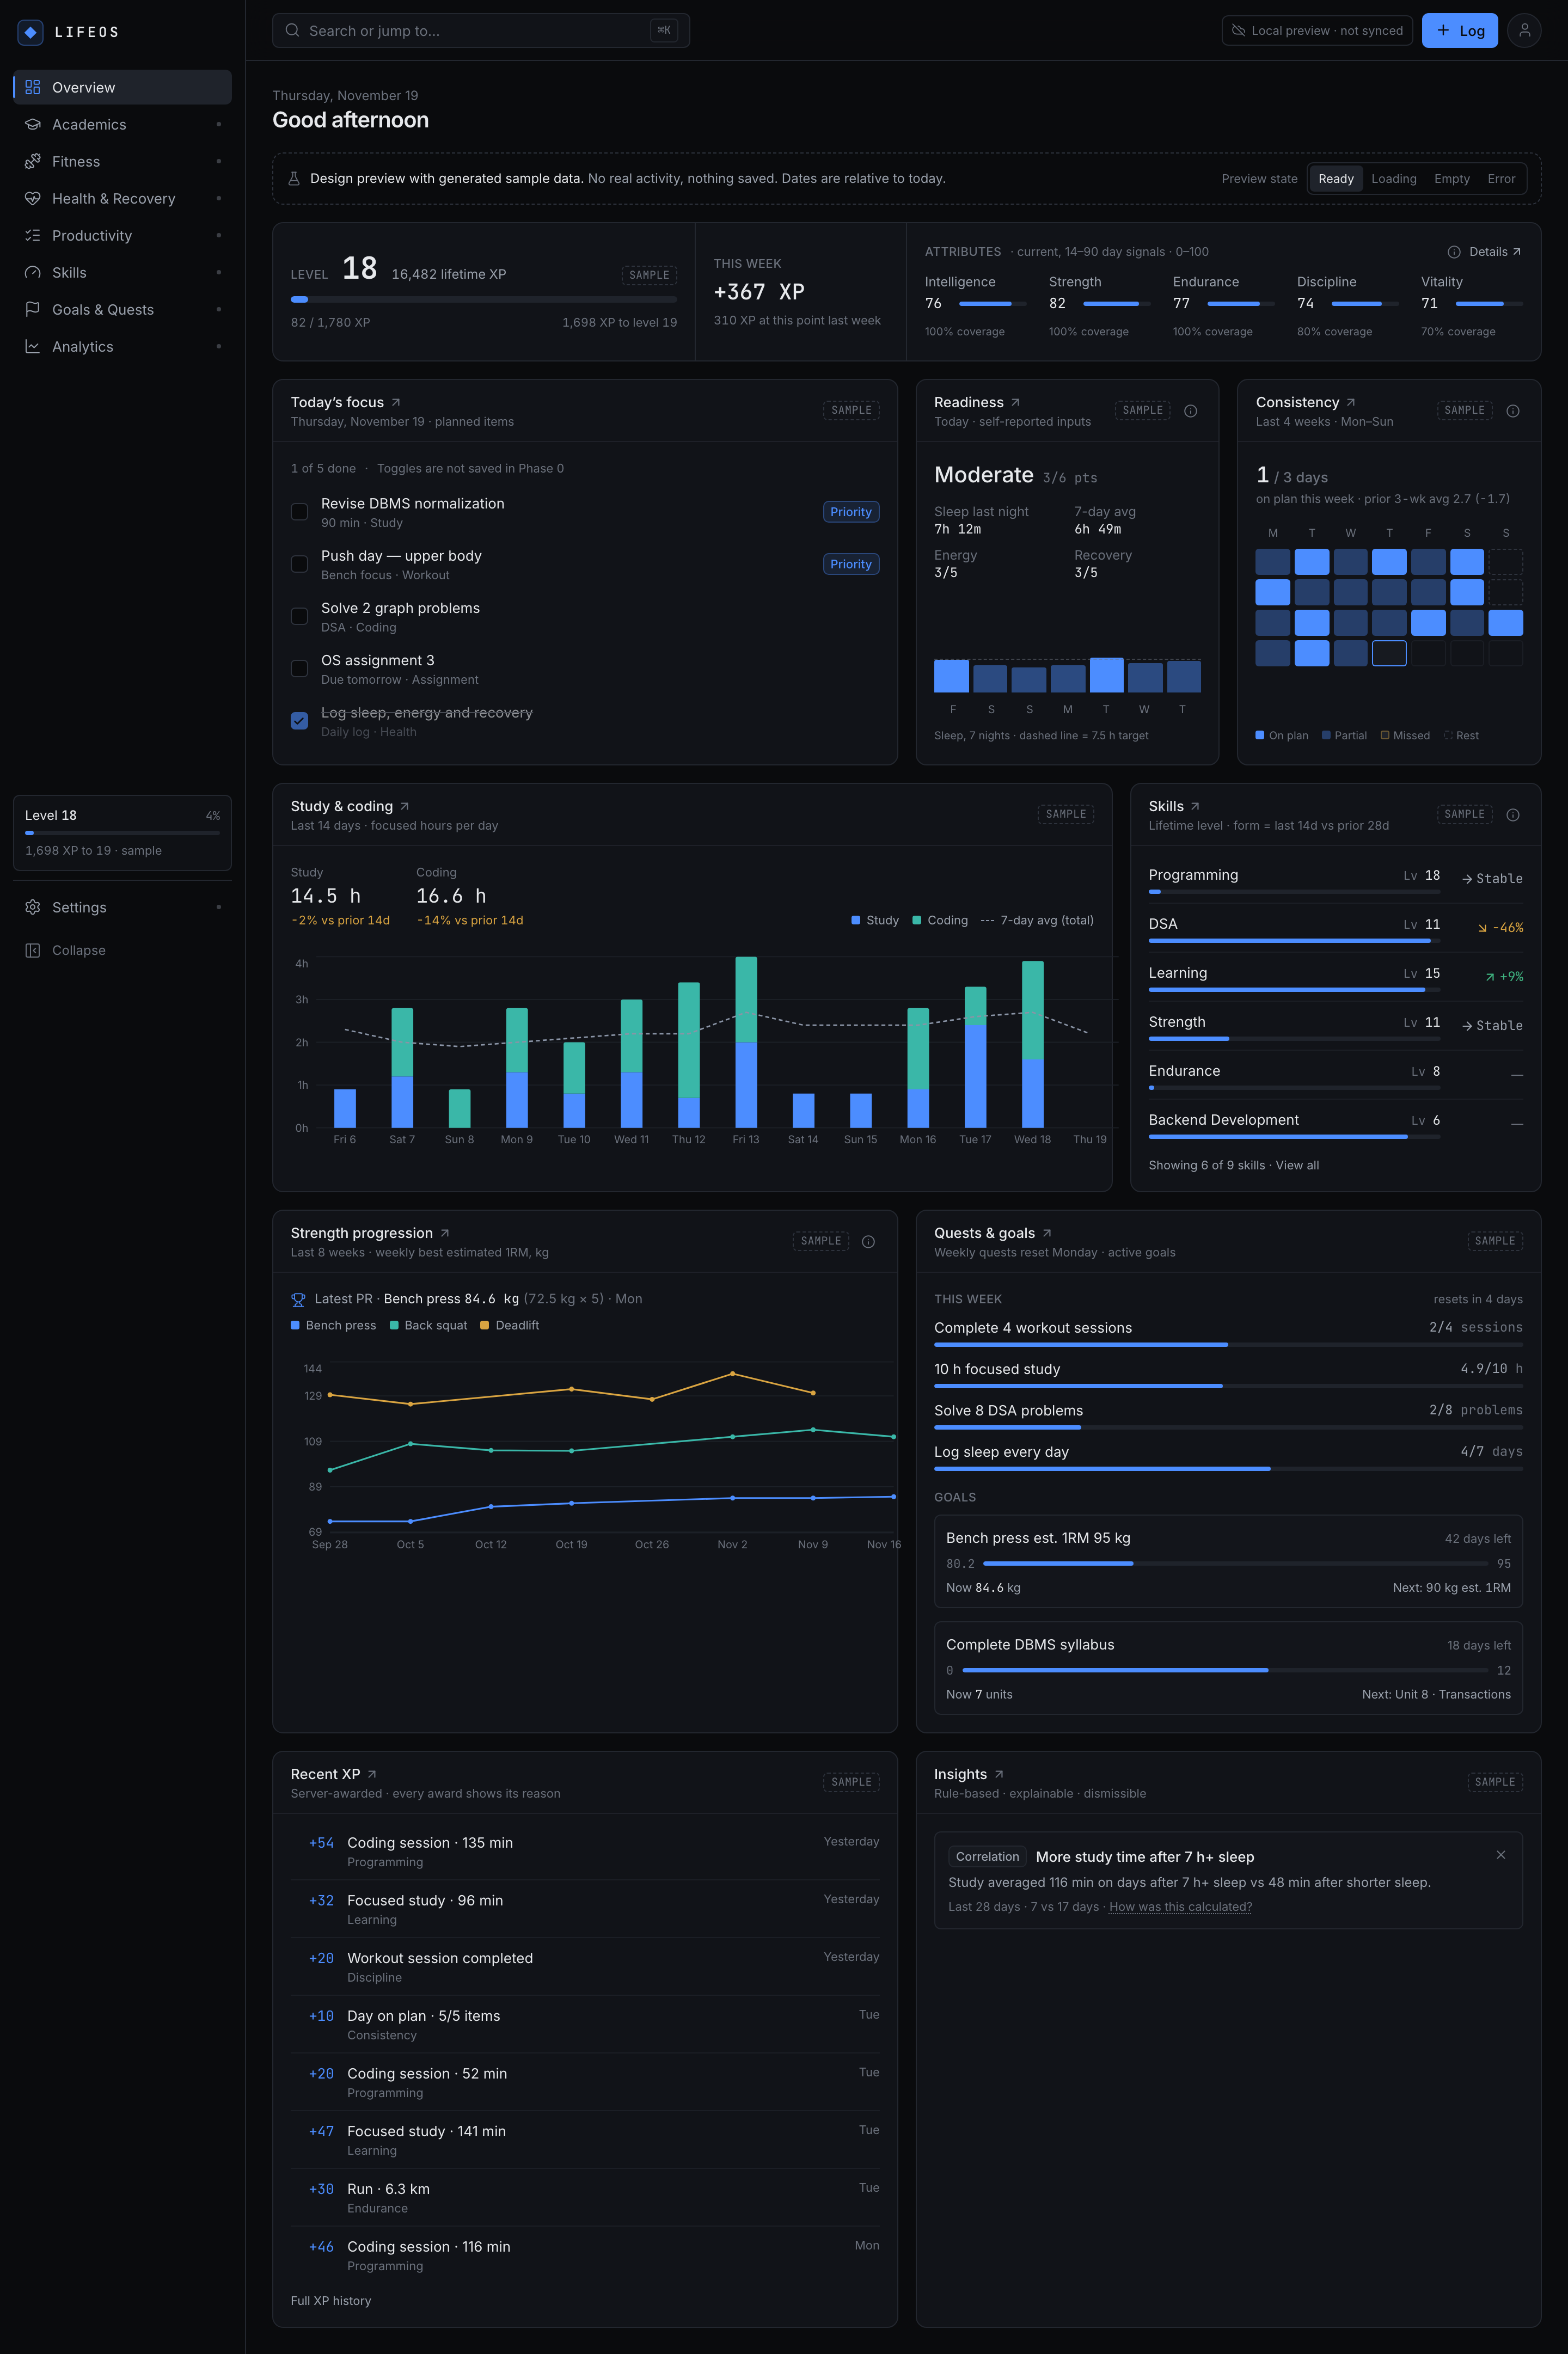 LIFEOS
Overview
Academics
Fitness
Health & Recovery
Productivity
Skills
Goals & Quests
Analytics
Level 18 4%
1,698 XP to 19 · sample
Settings
Collapse
Search or jump to… ⌘K
Local preview · not synced
+ Log
Thursday, November 19
Good afternoon
Design preview with generated sample data. No real activity, nothing saved. Dates are relative to today.
Preview state Ready Loading Empty Error
LEVEL 18 16,482 lifetime XP SAMPLE
82 / 1,780 XP 1,698 XP to level 19
THIS WEEK
+367 XP
310 XP at this point last week
ATTRIBUTES · current, 14–90 day signals · 0–100 Details
Intelligence Strength Endurance Discipline Vitality
76 82 77 74 71
100% coverage 100% coverage 100% coverage 80% coverage 70% coverage
Today's focus SAMPLE
Thursday, November 19 · planned items
1 of 5 done · Toggles are not saved in Phase 0
Revise DBMS normalization Priority
90 min · Study
Push day — upper body Priority
Bench focus · Workout
Solve 2 graph problems
DSA · Coding
OS assignment 3
Due tomorrow · Assignment
Log sleep, energy and recovery
Daily log · Health
Readiness SAMPLE
Today · self-reported inputs
Moderate 3/6 pts
Sleep last night 7-day avg
7h 12m 6h 49m
Energy Recovery
3/5 3/5
F S S M T W T
Sleep, 7 nights · dashed line = 7.5 h target
Consistency SAMPLE
Last 4 weeks · Mon–Sun
1 / 3 days
on plan this week · prior 3-wk avg 2.7 (-1.7)
M T W T F S S
On plan Partial Missed Rest
Study & coding SAMPLE
Last 14 days · focused hours per day
Study Coding
14.5 h 16.6 h
-2% vs prior 14d -14% vs prior 14d
Study Coding --- 7-day avg (total)
4h
3h
2h
1h
0h
Fri 6 Sat 7 Sun 8 Mon 9 Tue 10 Wed 11 Thu 12 Fri 13 Sat 14 Sun 15 Mon 16 Tue 17 Wed 18 Thu 19
Skills SAMPLE
Lifetime level · form = last 14d vs prior 28d
Programming Lv 18 → Stable
DSA Lv 11 ↘ -46%
Learning Lv 15 ↗ +9%
Strength Lv 11 → Stable
Endurance Lv 8 —
Backend Development Lv 6 —
Showing 6 of 9 skills · View all
Strength progression SAMPLE
Last 8 weeks · weekly best estimated 1RM, kg
Latest PR · Bench press 84.6 kg (72.5 kg × 5) · Mon
Bench press Back squat Deadlift
144
129
109
89
69
Sep 28 Oct 5 Oct 12 Oct 19 Oct 26 Nov 2 Nov 9 Nov 16
Quests & goals SAMPLE
Weekly quests reset Monday · active goals
THIS WEEK resets in 4 days
Complete 4 workout sessions 2/4 sessions
10 h focused study 4.9/10 h
Solve 8 DSA problems 2/8 problems
Log sleep every day 4/7 days
GOALS
Bench press est. 1RM 95 kg 42 days left
80.2 95
Now 84.6 kg Next: 90 kg est. 1RM
Complete DBMS syllabus 18 days left
0 12
Now 7 units Next: Unit 8 · Transactions
Recent XP SAMPLE
Server-awarded · every award shows its reason
+54 Coding session · 135 min Yesterday
Programming
+32 Focused study · 96 min Yesterday
Learning
+20 Workout session completed Yesterday
Discipline
+10 Day on plan · 5/5 items Tue
Consistency
+20 Coding session · 52 min Tue
Programming
+47 Focused study · 141 min Tue
Learning
+30 Run · 6.3 km Tue
Endurance
+46 Coding session · 116 min Mon
Programming
Full XP history
Insights SAMPLE
Rule-based · explainable · dismissible
Correlation More study time after 7 h+ sleep
Study averaged 116 min on days after 7 h+ sleep vs 48 min after shorter sleep.
Last 28 days · 7 vs 17 days · How was this calculated?